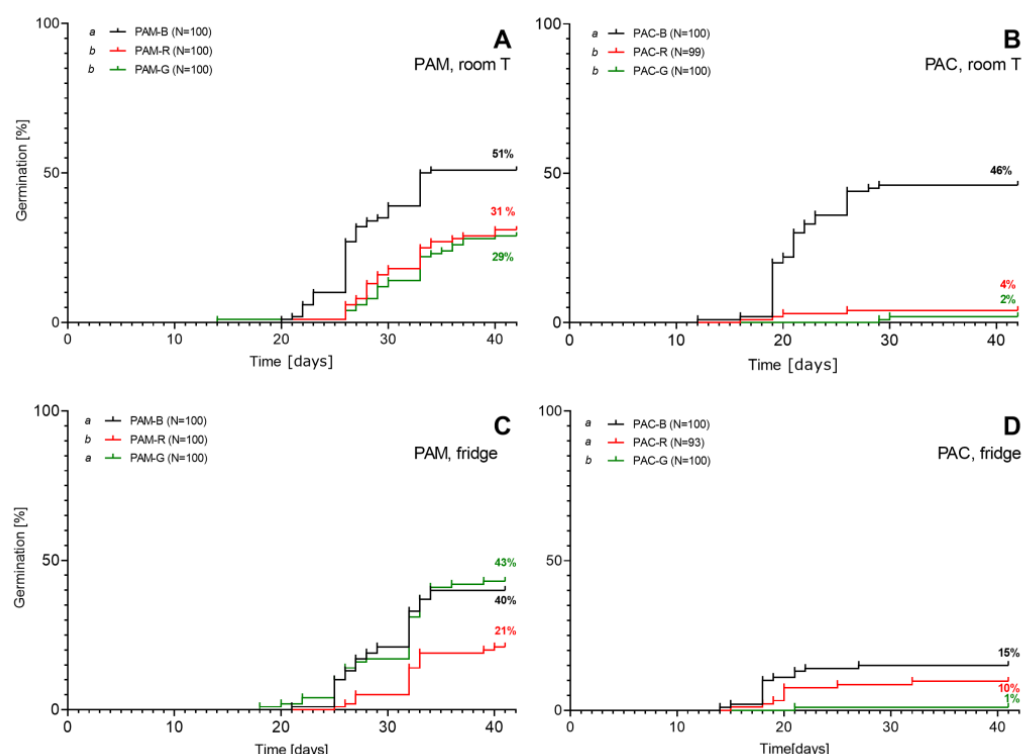 100
a PAM-B (N=100)
b PAM-R (N=100)
b PAM-G (N=100)
A
PAM, room T
Germination [%]
50
0
51%
31 %
29%
0 10 20 30 40
Time [days]
100
a PAC-B (N=100)
b PAC-R (N=99)
b PAC-G (N=100)
B
PAC, room T
50
0
46%
4%
2%
0 10 20 30 40
Time [days]
100
a PAM-B (N=100)
b PAM-R (N=100)
a PAM-G (N=100)
C
PAM, fridge
Germination [%]
50
0
43%
40%
21%
0 10 20 30 40
Time [days]
100
a PAC-B (N=100)
a PAC-R (N=93)
b PAC-G (N=100)
D
PAC, fridge
50
0
15%
10%
1%
0 10 20 30 40
Time[days]